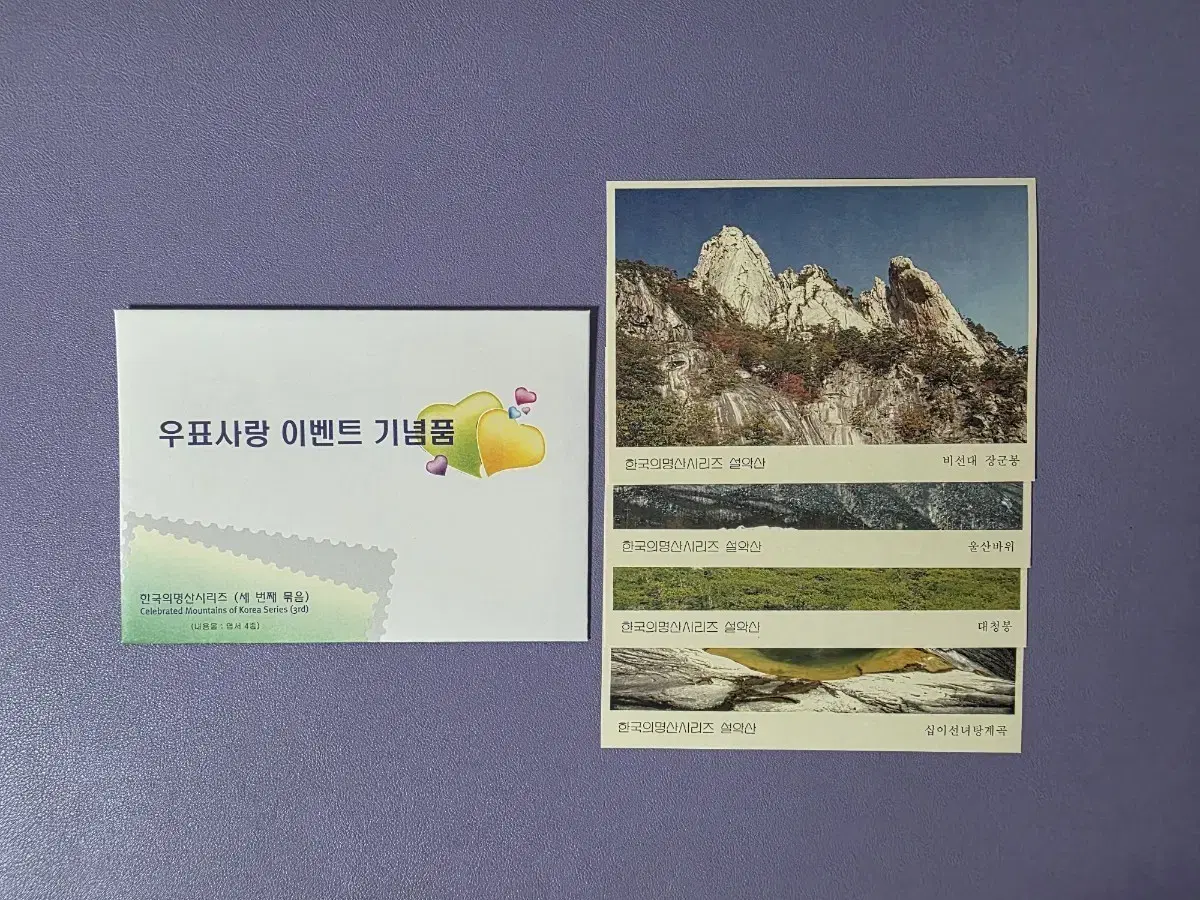 우표사랑 이벤트 기념품
한국의명산시리즈 (세 번째 묶음)
Celebrated Mountains of Korea Series (3rd)
(내용물 : 엽서 4종)
한국의명산시리즈 설악산
비선대 장군봉
한국의명산시리즈 설악산
울산바위
한국의명산시리즈 설악산
대청봉
한국의명산시리즈 설악산
십이선녀탕계곡